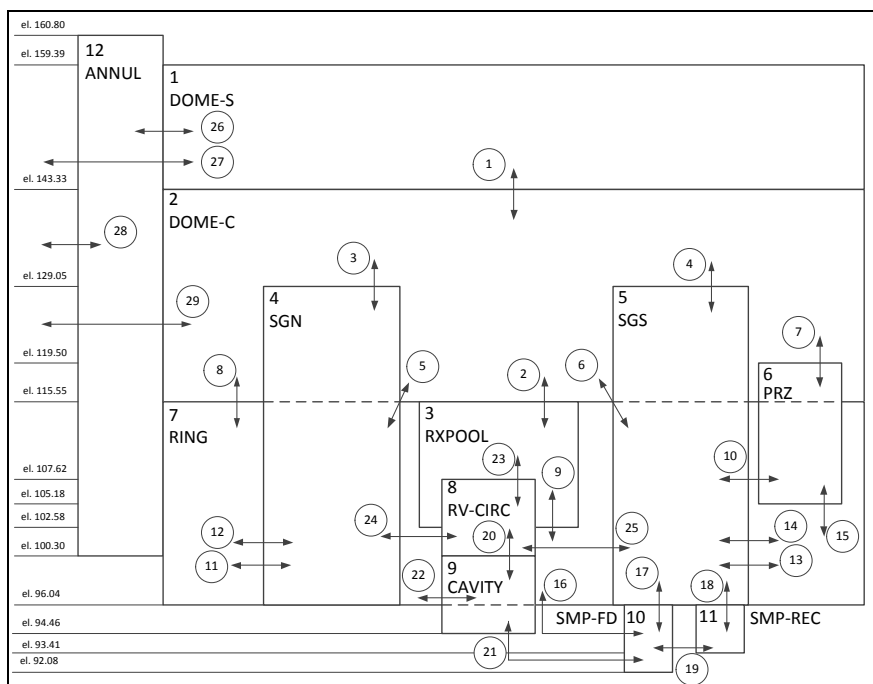 el. 160.80
el. 159.39
12
ANNUL
1
DOME-S
26
27
1
el. 143.33
2
DOME-C
28
3
4
el. 129.05
4
SGN
5
SGS
29
7
el. 119.50
8
5
2
6
6
PRZ
el. 115.55
7
RING
3
RXPOOL
el. 107.62
23
9
10
el. 105.18
8
RV-CIRC
el. 102.58
12
24
20
25
14
15
el. 100.30
11
9
CAVITY
22
16
17
18
13
el. 96.04
SMP-FD
10
11
SMP-REC
el. 94.46
el. 93.41
21
19
el. 92.08